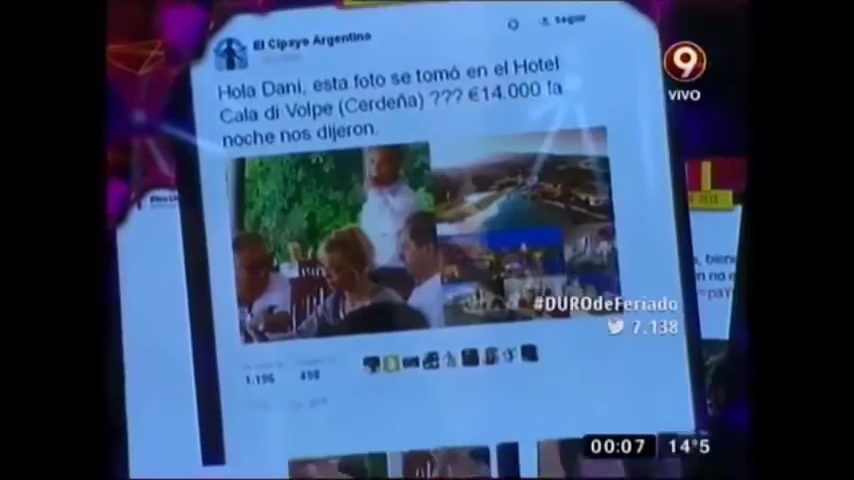 El Cipayo Argentino
Seguir
Hola Dani, esta foto se tomó en el Hotel
Cala di Volpe (Cerdeña) ??? €14.000 la
noche nos dijeron.
9
VIVO
#DUROdeFeriado
7.138
1.196 498
00:07 14°5